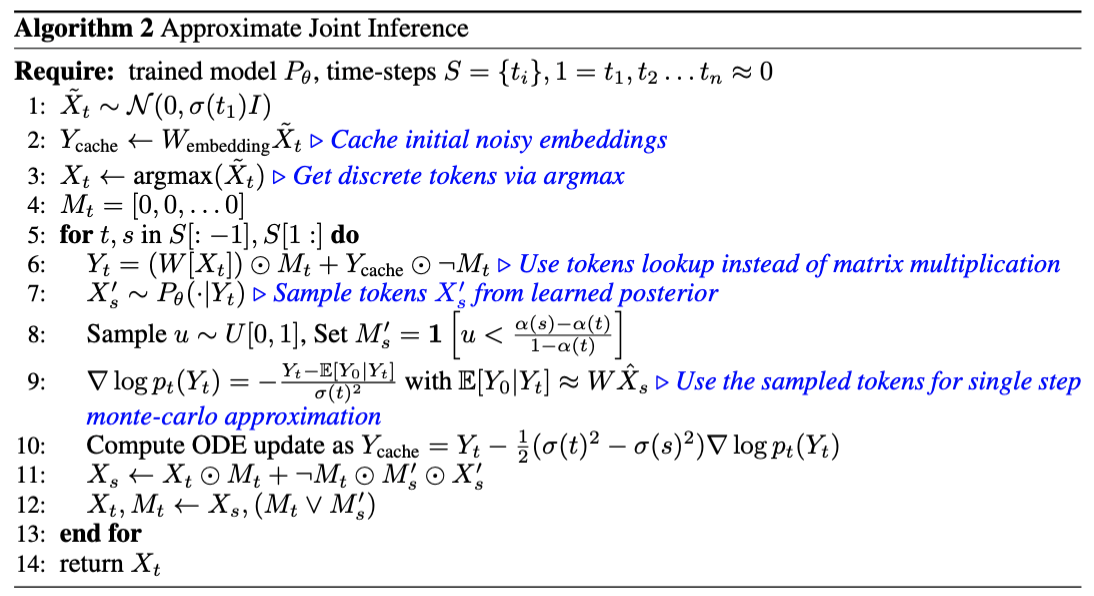 Algorithm 2 Approximate Joint Inference
Require: trained model $P_\theta$, time-steps $S = \{t_i\}, 1 = t_1, t_2 \ldots t_n \approx 0$
1: $\tilde{X}_t \sim \mathcal{N}(0, \sigma(t_1)I)$
2: $Y_{\text{cache}} \leftarrow W_{\text{embedding}}\tilde{X}_t$ ▷ Cache initial noisy embeddings
3: $X_t \leftarrow \text{argmax}(\tilde{X}_t)$ ▷ Get discrete tokens via argmax
4: $M_t = [0, 0, \ldots 0]$
5: for $t, s$ in $S[: -1], S[1 :]$ do
6: $Y_t = (W[X_t]) \odot M_t + Y_{\text{cache}} \odot \neg M_t$ ▷ Use tokens lookup instead of matrix multiplication
7: $X'_s \sim P_\theta(\cdot|Y_t)$ ▷ Sample tokens $X'_s$ from learned posterior
8: Sample $u \sim U[0, 1]$, Set $M'_s = \mathbf{1}\left[u < \frac{\alpha(s)-\alpha(t)}{1-\alpha(t)}\right]$
9: $\nabla \log p_t(Y_t) = -\frac{Y_t - \mathbb{E}[Y_0|Y_t]}{\sigma(t)^2}$ with $\mathbb{E}[Y_0|Y_t] \approx W\hat{X}_s$ ▷ Use the sampled tokens for single step
monte-carlo approximation
10: Compute ODE update as $Y_{\text{cache}} = Y_t - \frac{1}{2}(\sigma(t)^2 - \sigma(s)^2)\nabla \log p_t(Y_t)$
11: $X_s \leftarrow X_t \odot M_t + \neg M_t \odot M'_s \odot X'_s$
12: $X_t, M_t \leftarrow X_s, (M_t \vee M'_s)$
13: end for
14: return $X_t$